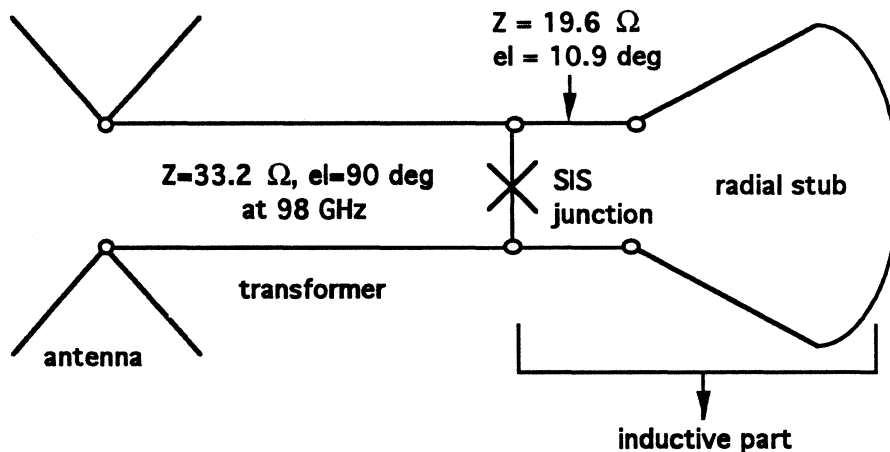 Z = 19.6 Ω
el = 10.9 deg
Z=33.2 Ω, el=90 deg
at 98 GHz
SIS
junction
radial stub
transformer
antenna
inductive part